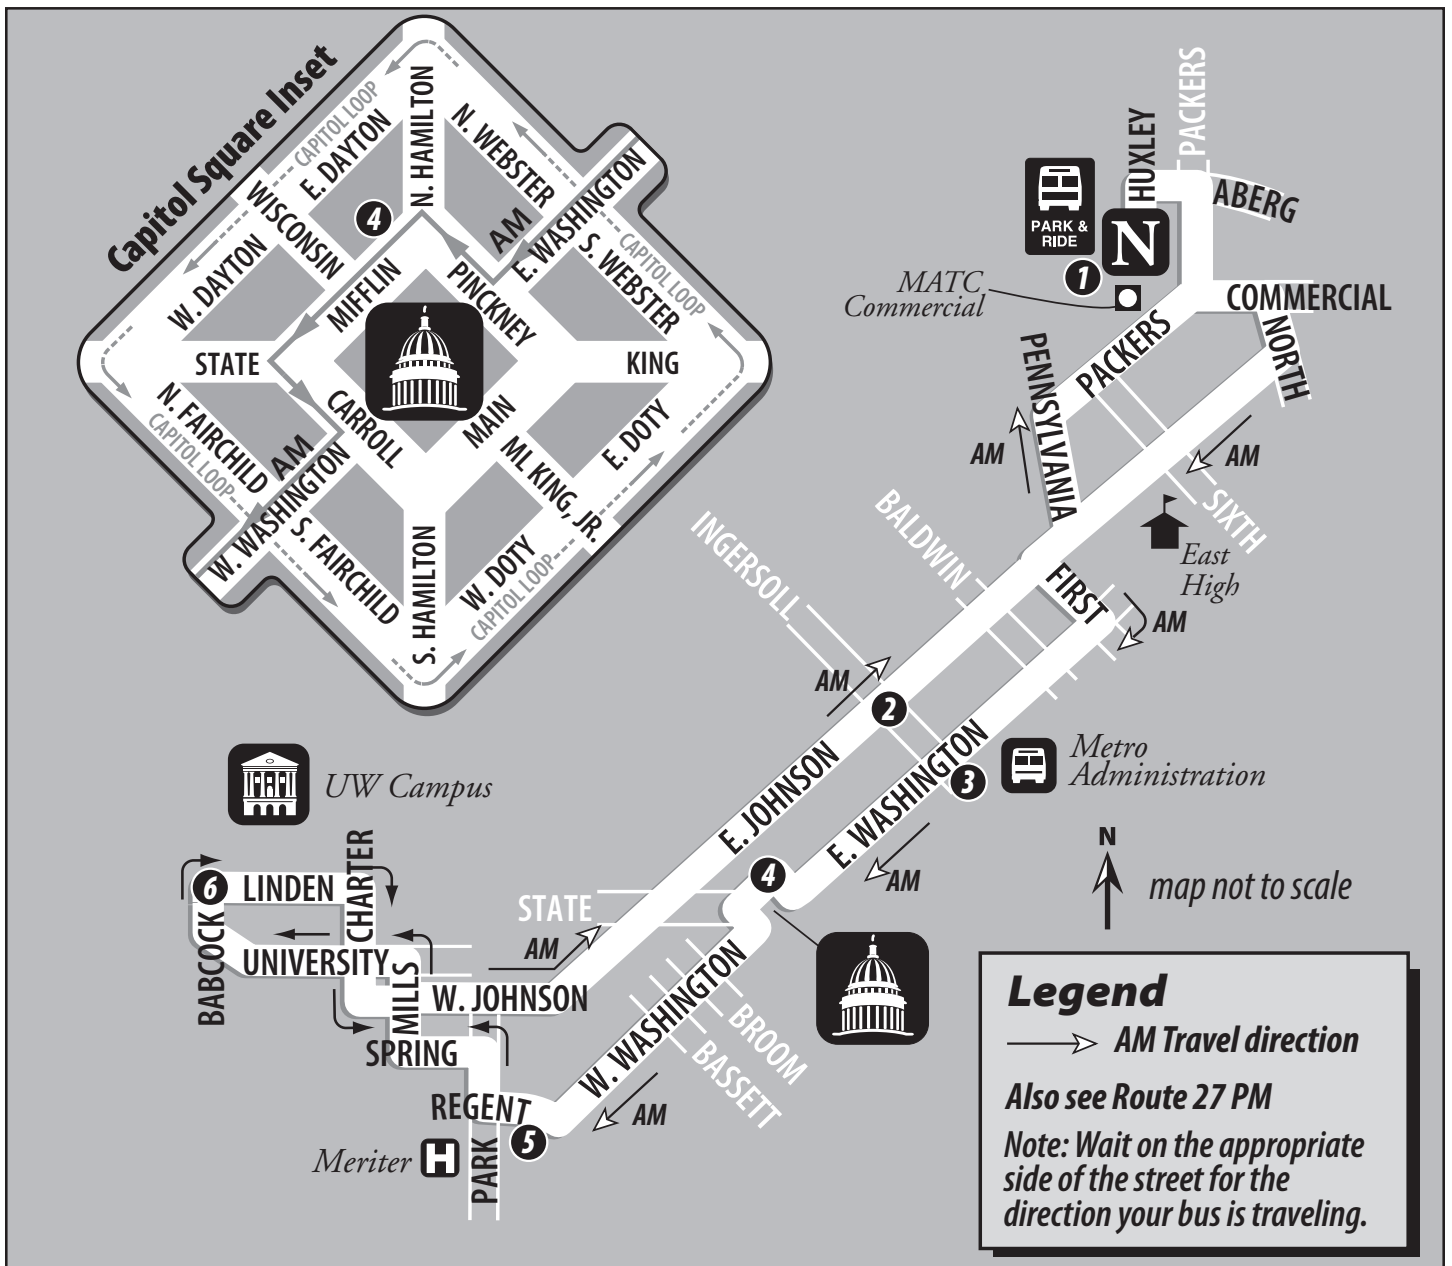 Capitol Square Inset
CAPITOL LOOP
E. DAYTON
N. HAMILTON
N. WEBSTER
WISCONSIN
4
AM
E. WASHINGTON
W. DAYTON
MIFFLIN
PINCKNEY
S. WEBSTER
CAPITOL LOOP
STATE
KING
N. FAIRCHILD
CAPITOL LOOP
CARROLL
MAIN
E. DOTY
AM
W. WASHINGTON
ML KING, JR.
S. FAIRCHILD
S. HAMILTON
W. DOTY
CAPITOL LOOP
PACKERS
HUXLEY
ABERG
PARK &
RIDE
N
1
MATC
Commercial
COMMERCIAL
NORTH
PACKERS
PENNSYLVANIA
AM
AM
SIXTH
East
High
BALDWIN
INGERSOLL
FIRST
AM
AM
2
3
Metro
Administration
E. JOHNSON
E. WASHINGTON
AM
4
UW Campus
CHARTER
6
LINDEN
BABCOCK
UNIVERSITY
MILLS
STATE
AM
W. JOHNSON
SPRING
W. WASHINGTON
BROOM
BASSETT
AM
REGENT
5
Meriter
H
PARK
N
map not to scale
Legend
AM Travel direction
Also see Route 27 PM
Note: Wait on the appropriate
side of the street for the
direction your bus is traveling.